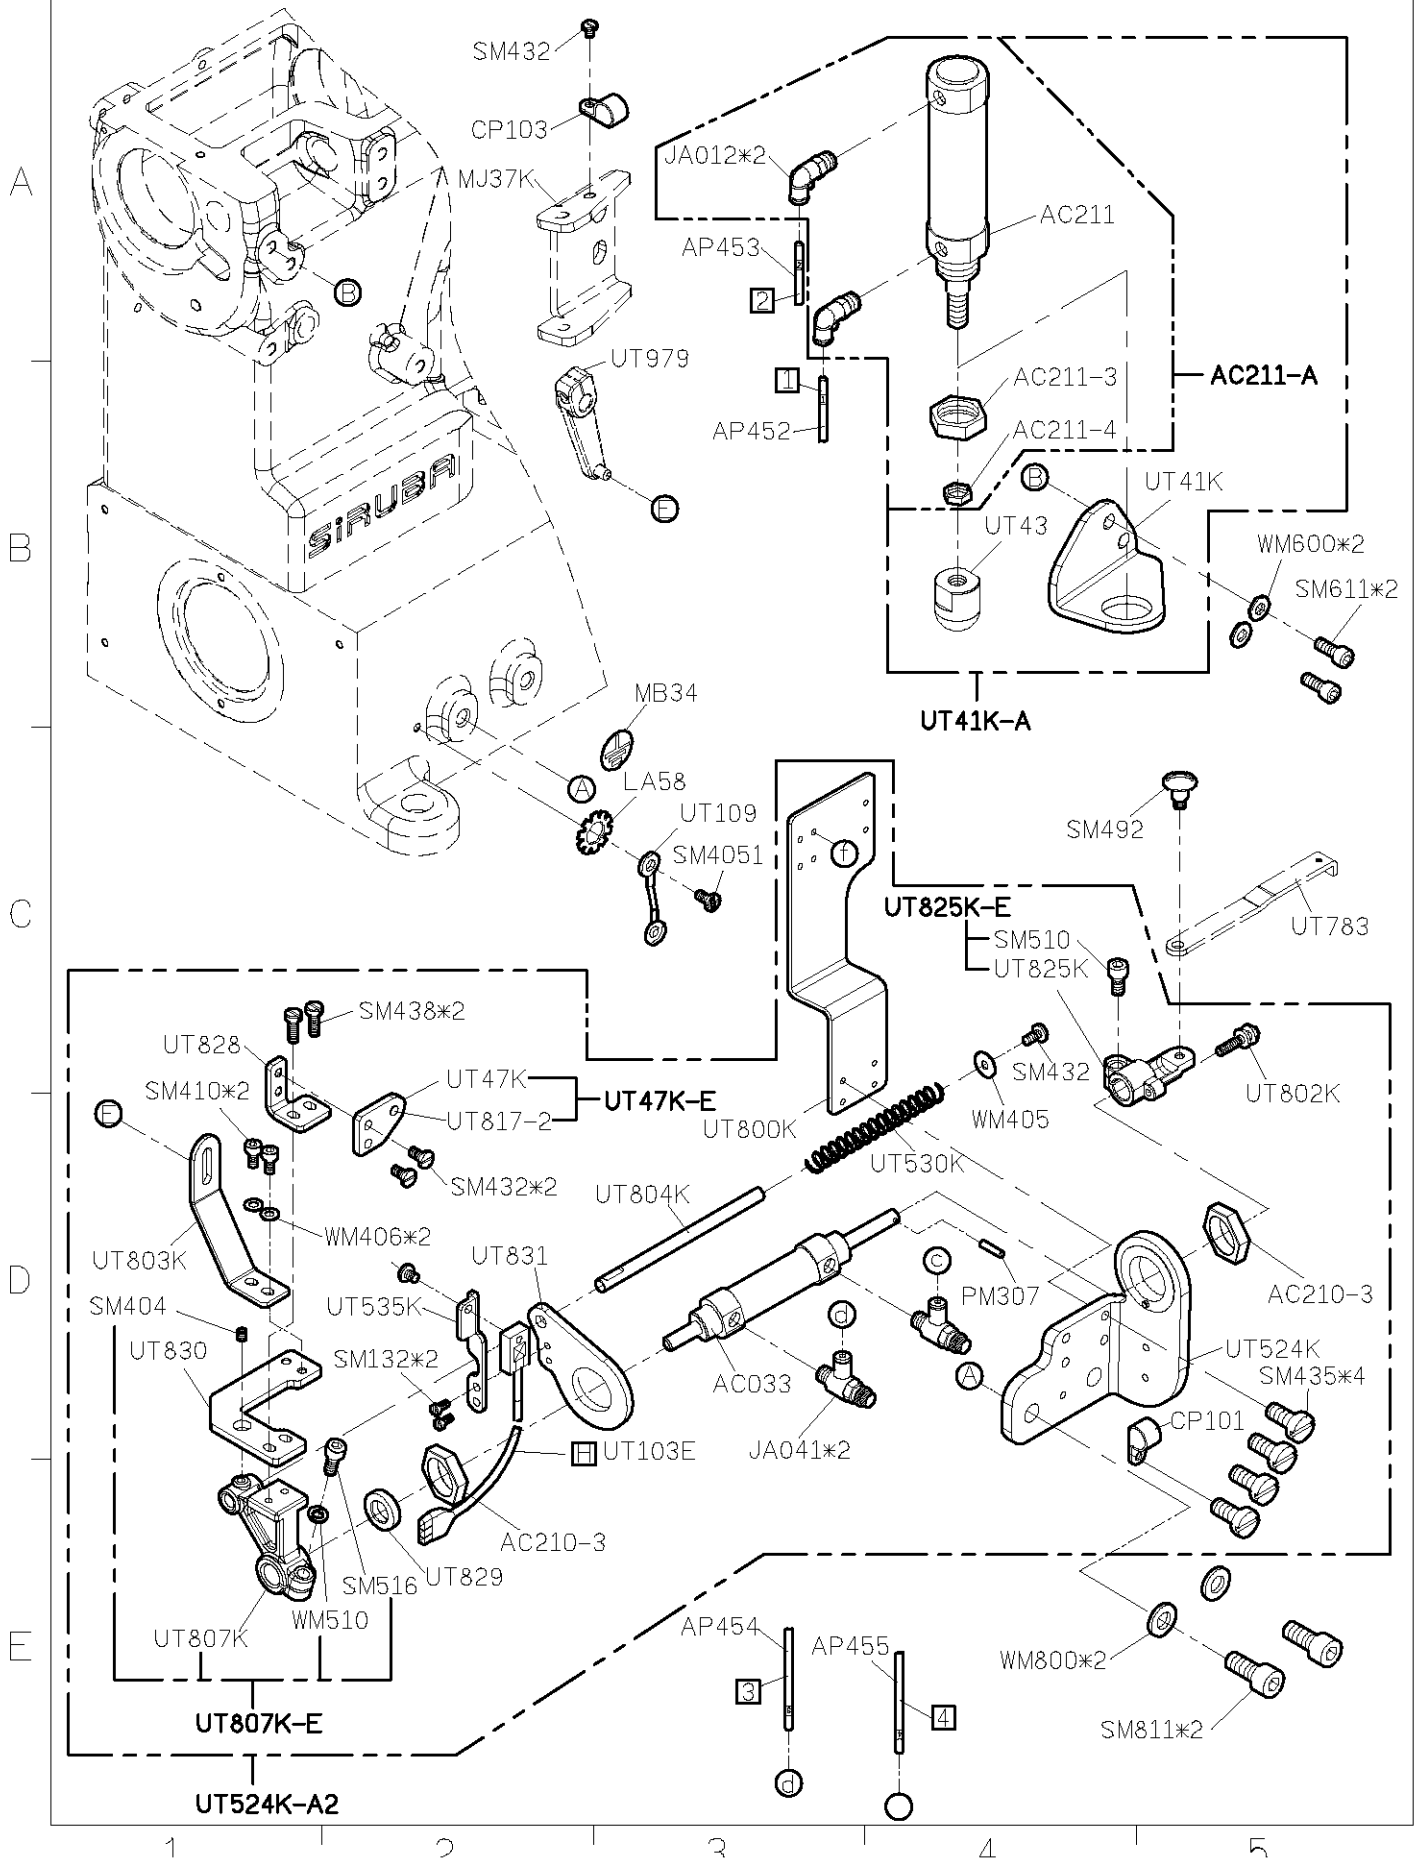 SM432
CP103
A
JA012*2
MJ37K
AC211
AP453
B
2
UT979
1
AC211-3
AC211-A
AP452
AC211-4
SiRUBA
B
UT41K
E
UT43
B
WM600*2
SM611*2
MB34
UT41K-A
A
LA58
UT109
SM492
SM4051
f
C
UT825K-E
UT783
SM510
UT825K
SM438*2
UT828
SM410*2
UT47K
SM432
UT802K
UT47K-E
E
UT817-2
WM405
UT800K
UT530K
SM432*2
UT804K
WM406*2
UT831
UT803K
c
D
PM307
AC210-3
SM404
UT535K
d
UT830
UT524K
SM132*2
AC033
A
SM435*4
CP101
H
UT103E
JA041*2
AC210-3
UT829
SM516
WM510
AP454
UT807K
AP455
E
WM800*2
3
4
UT807K-E
SM811*2
d
UT524K-A2
1
2
3
4
5